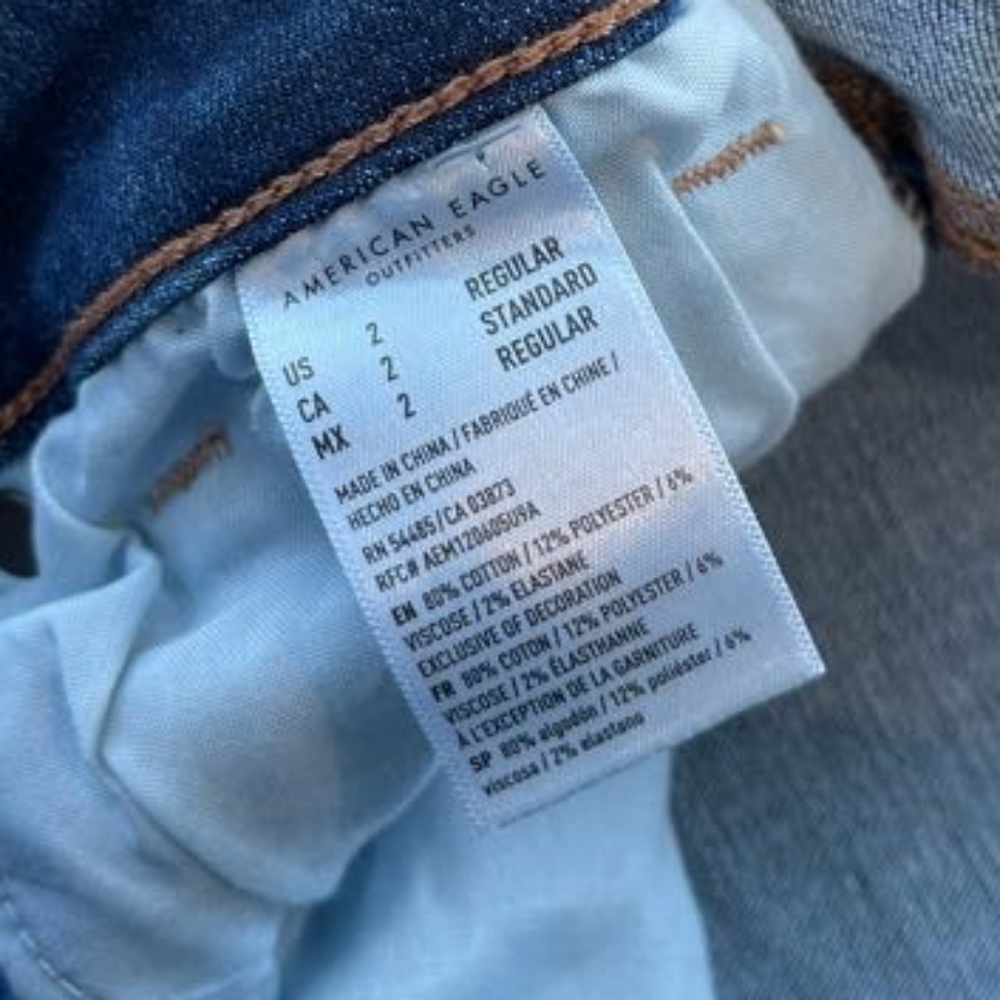 AMERICAN EAGLE
OUTFITTERS
US 2 REGULAR
CA 2 STANDARD
MX 2 REGULAR
MADE IN CHINA / FABRIQUÉ EN CHINE /
HECHO EN CHINA
RN 54485/CA 03873
RFC# AEM120605U9A
EN 80% COTTON / 12% POLYESTER / 6%
VISCOSE / 2% ELASTANE
EXCLUSIVE OF DECORATION
FR 80% COTON / 12% POLYESTER / 6%
VISCOSE / 2% ÉLASTHANNE
À L'EXCEPTION DE LA GARNITURE
SP 80% algodón / 12% poliéster / 6%
viscosa / 2% elastano